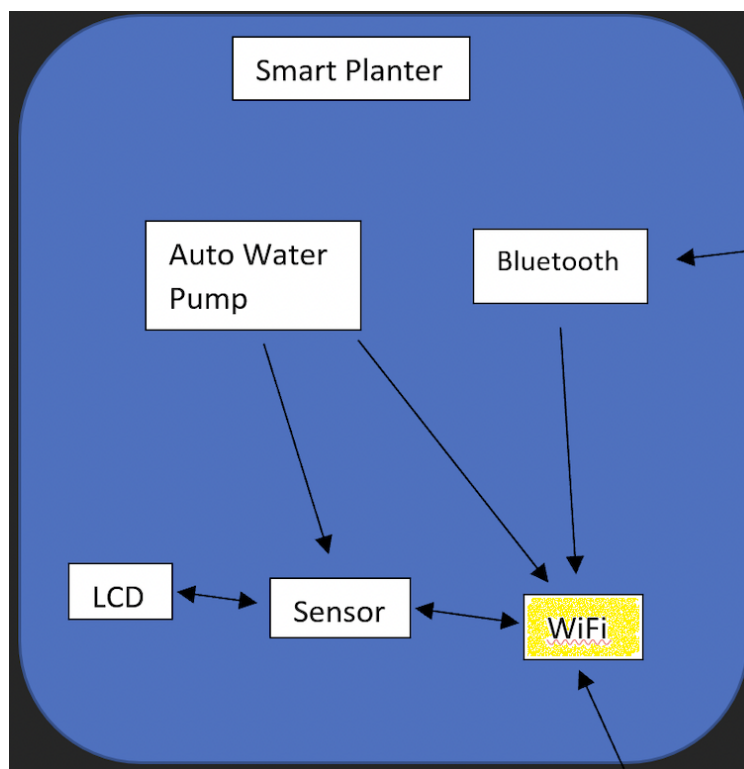 Smart Planter
Auto Water
Pump
Bluetooth
LCD
Sensor
WiFi